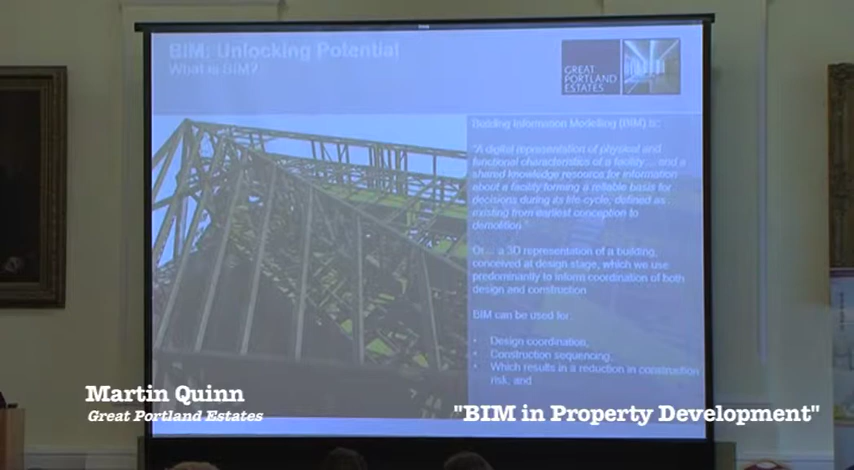 BIM: Unlocking Potential
What is BIM?
GREAT
PORTLAND
ESTATES
Building Information Modelling (BIM) is:
"A digital representation of physical and
functional characteristics of a facility... and a
shared knowledge resource for information
about a facility forming a reliable basis for
decisions during its life-cycle, defined as
existing from earliest conception to
demolition."
Or... a 3D representation of a building,
conceived at design stage, which we use
predominantly to inform coordination of both
design and construction
BIM can be used for:
• Design coordination,
• Construction sequencing,
• Which results in a reduction in construction
risk, and
Martin Quinn
Great Portland Estates
"BIM in Property Development"